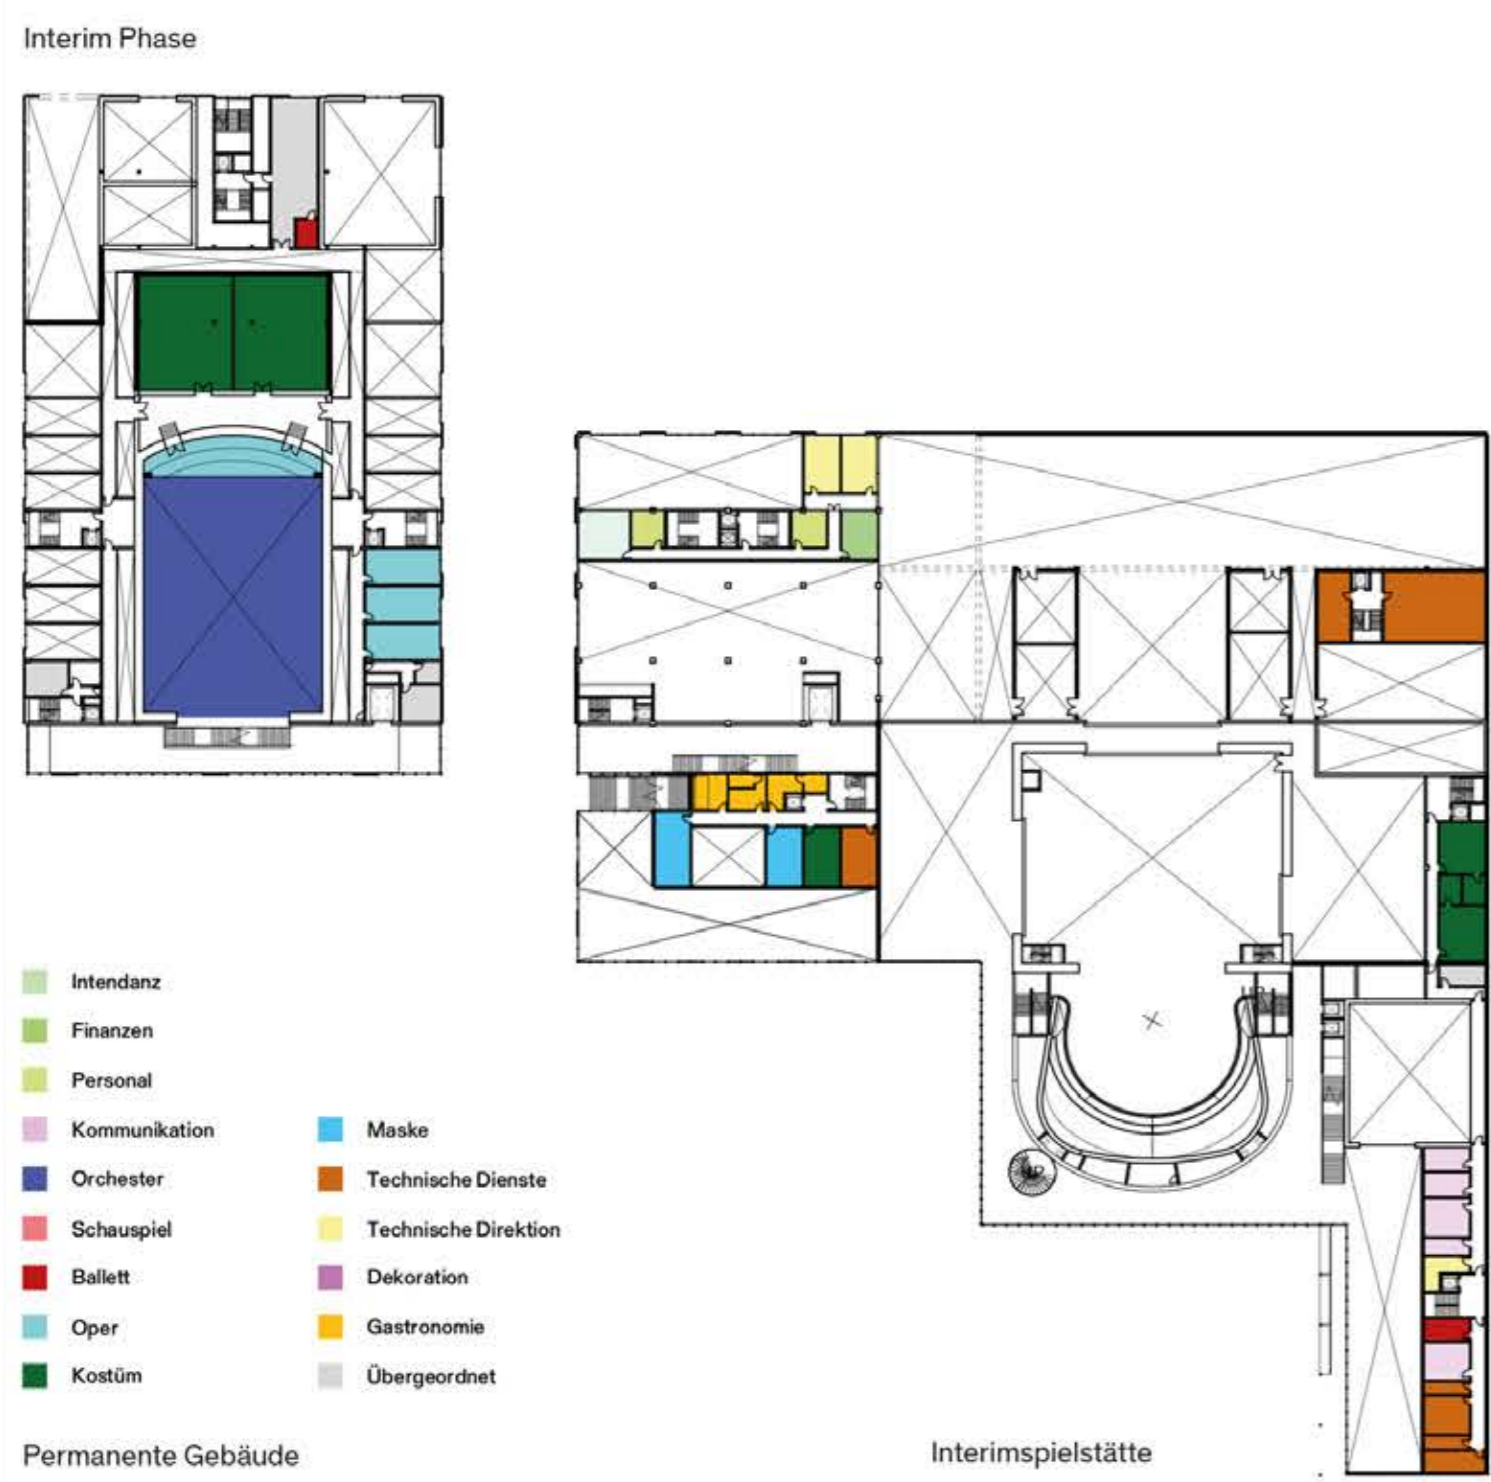 Interim Phase
Intendanz
Finanzen
Personal
Kommunikation
Orchester
Schauspiel
Ballett
Oper
Kostüm
Maske
Technische Dienste
Technische Direktion
Dekoration
Gastronomie
Übergeordnet
Permanente Gebäude
Interimspielstätte